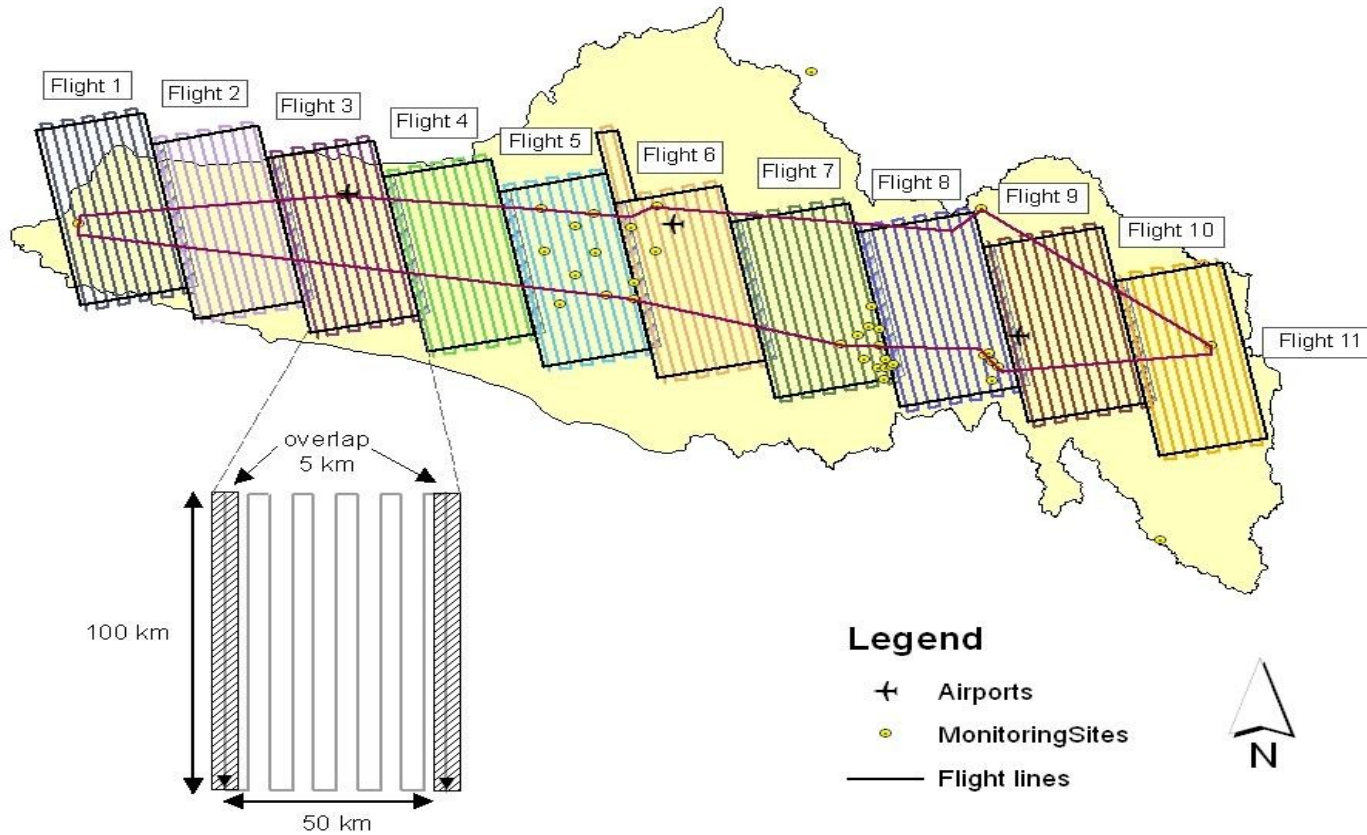 Flight 1
Flight 2
Flight 3
Flight 4
Flight 5
Flight 6
Flight 7
Flight 8
Flight 9
Flight 10
Flight 11
overlap
5 km
100 km
50 km
Legend
Airports
MonitoringSites
Flight lines
N